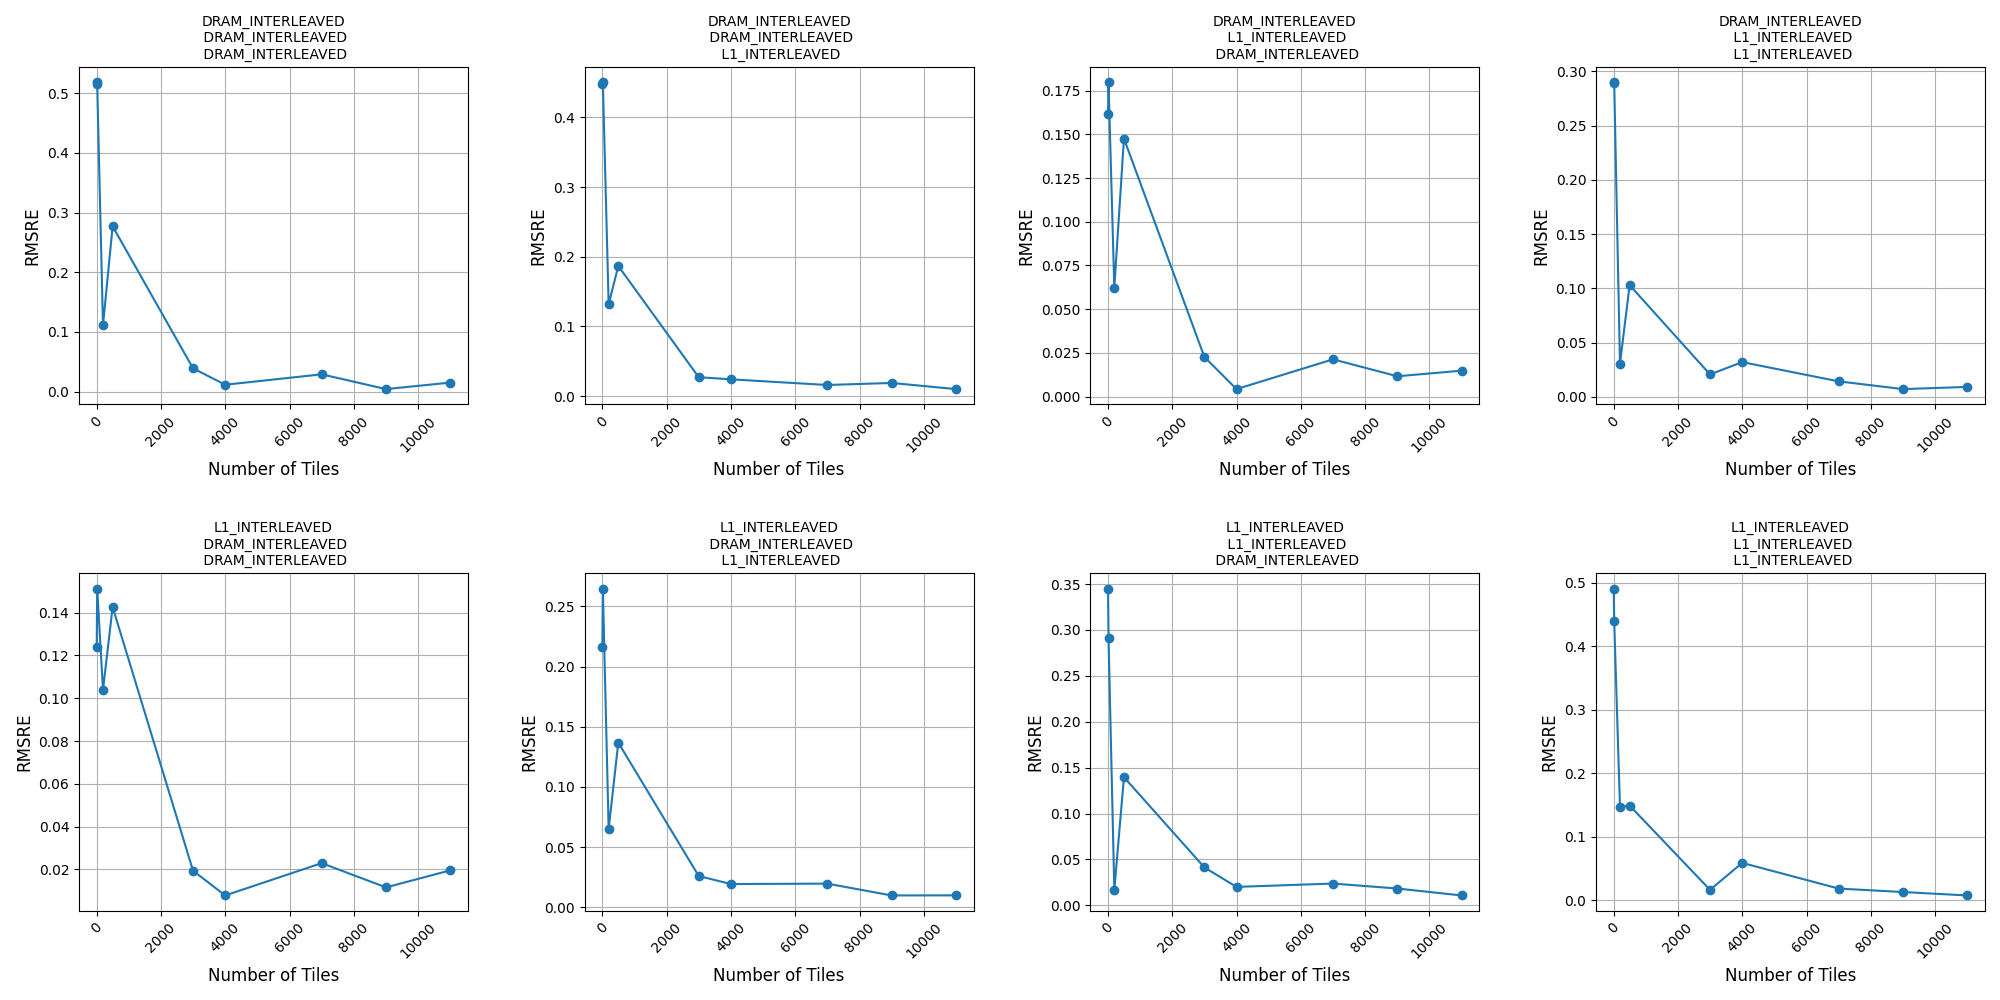 DRAM_INTERLEAVED
DRAM_INTERLEAVED
DRAM_INTERLEAVED
0.5
0.4
0.3
0.2
0.1
0.0
RMSRE
0 2000 4000 6000 8000 10000
Number of Tiles
DRAM_INTERLEAVED
DRAM_INTERLEAVED
L1_INTERLEAVED
0.4
0.3
0.2
0.1
0.0
RMSRE
0 2000 4000 6000 8000 10000
Number of Tiles
DRAM_INTERLEAVED
L1_INTERLEAVED
DRAM_INTERLEAVED
0.175
0.150
0.125
0.100
0.075
0.050
0.025
0.000
RMSRE
0 2000 4000 6000 8000 10000
Number of Tiles
DRAM_INTERLEAVED
L1_INTERLEAVED
L1_INTERLEAVED
0.30
0.25
0.20
0.15
0.10
0.05
0.00
RMSRE
0 2000 4000 6000 8000 10000
Number of Tiles
L1_INTERLEAVED
DRAM_INTERLEAVED
DRAM_INTERLEAVED
0.14
0.12
0.10
0.08
0.06
0.04
0.02
RMSRE
0 2000 4000 6000 8000 10000
Number of Tiles
L1_INTERLEAVED
DRAM_INTERLEAVED
L1_INTERLEAVED
0.25
0.20
0.15
0.10
0.05
0.00
RMSRE
0 2000 4000 6000 8000 10000
Number of Tiles
L1_INTERLEAVED
L1_INTERLEAVED
DRAM_INTERLEAVED
0.35
0.30
0.25
0.20
0.15
0.10
0.05
0.00
RMSRE
0 2000 4000 6000 8000 10000
Number of Tiles
L1_INTERLEAVED
L1_INTERLEAVED
L1_INTERLEAVED
0.5
0.4
0.3
0.2
0.1
0.0
RMSRE
0 2000 4000 6000 8000 10000
Number of Tiles